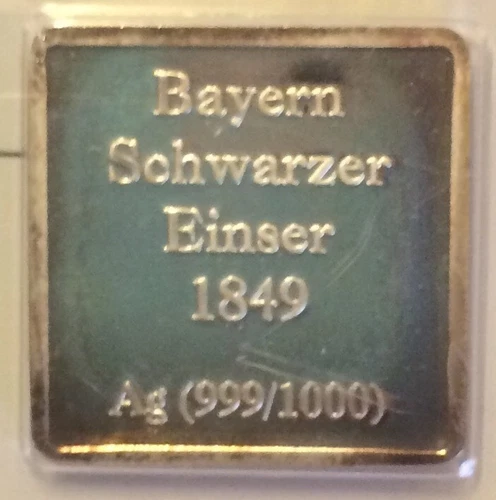 Bayern
Schwarzer
Einser
1849
Ag (999/1000)